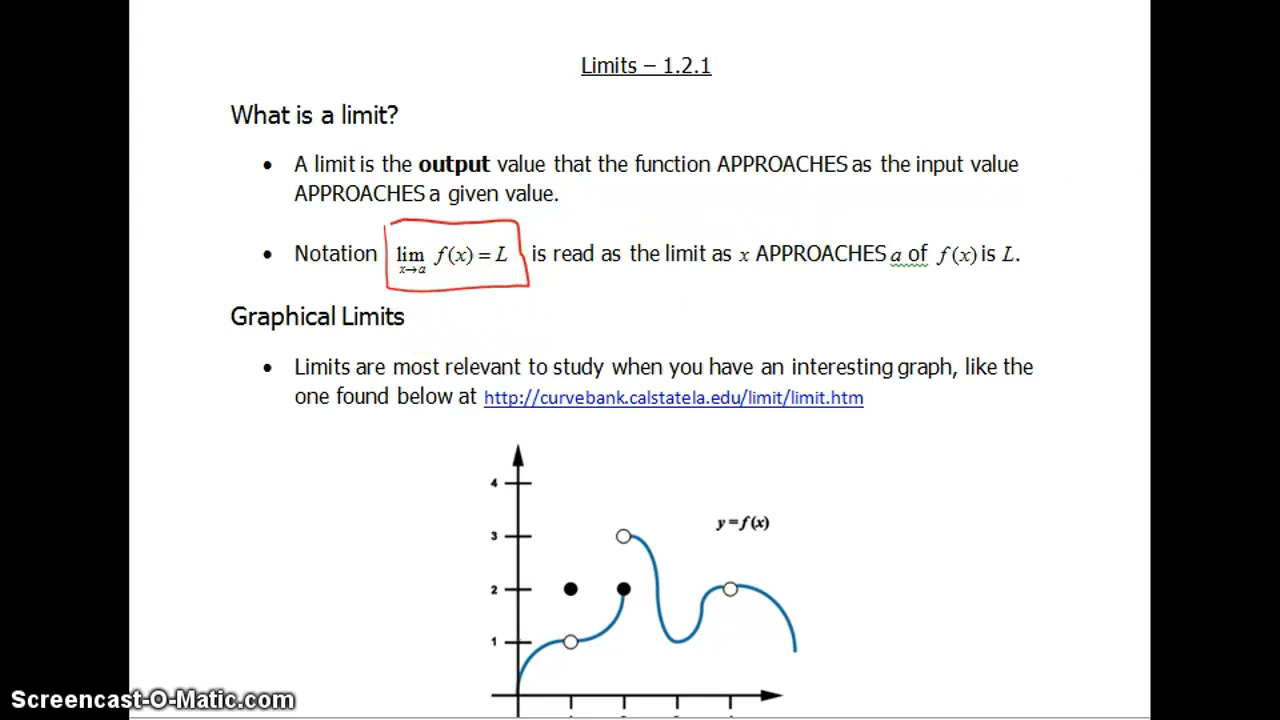 Limits – 1.2.1
What is a limit?
• A limit is the output value that the function APPROACHES as the input value
APPROACHES a given value.
• Notation lim x→a f(x) = L is read as the limit as x APPROACHES a of f(x) is L.
Graphical Limits
• Limits are most relevant to study when you have an interesting graph, like the
one found below at http://curvebank.calstatela.edu/limit/limit.htm
4
y = f(x)
3
2
1
Screencast-O-Matic.com